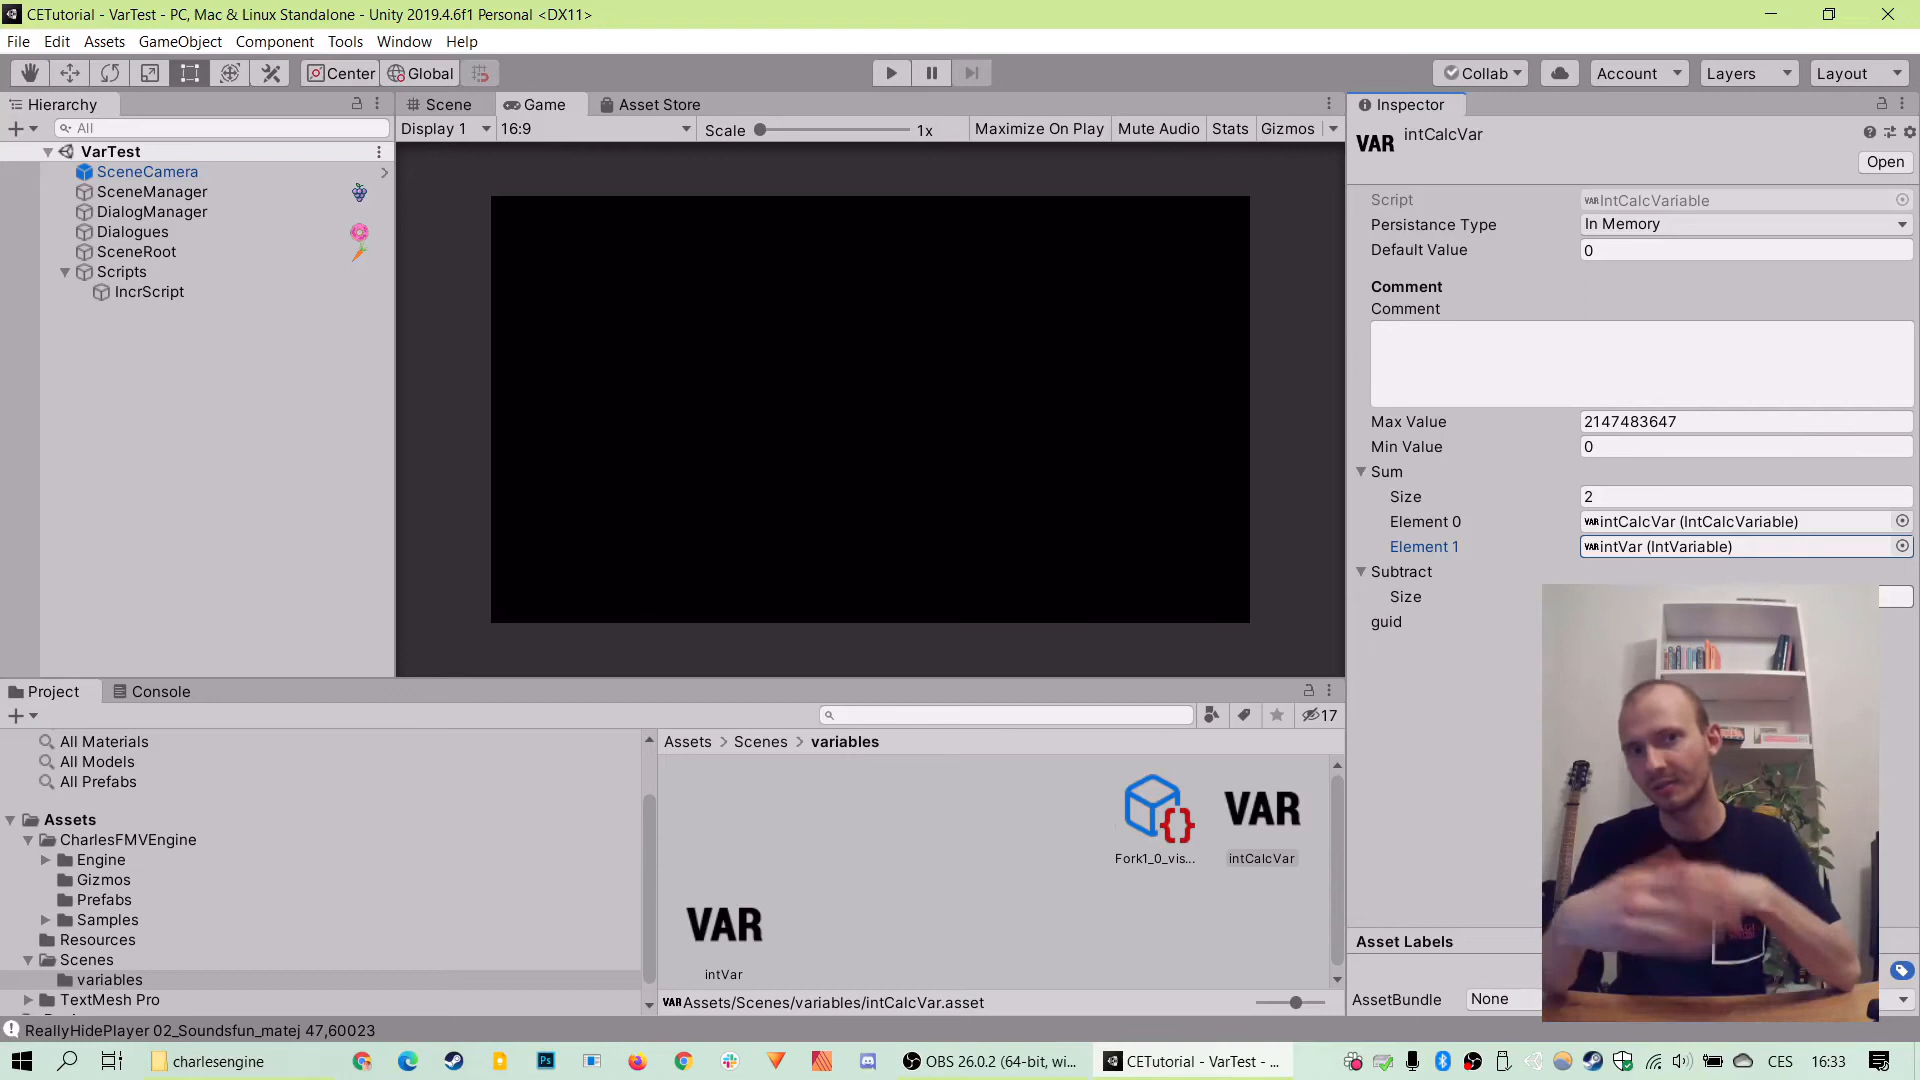 CETutorial - VarTest - PC, Mac & Linux Standalone - Unity 2019.4.6f1 Personal <DX11>
File Edit Assets GameObject Component Tools Window Help
Center Global Collab Account Layers Layout
Hierarchy
All
VarTest
SceneCamera
SceneManager
DialogManager
Dialogues
SceneRoot
Scripts
IncrScript
Scene Game Asset Store
Display 1 16:9 Scale 1x Maximize On Play Mute Audio Stats Gizmos
Inspector
VAR intCalcVar
Open
Script VAR IntCalcVariable
Persistance Type In Memory
Default Value 0
Comment
Comment
Max Value 2147483647
Min Value 0
Sum
Size 2
Element 0 VAR intCalcVar (IntCalcVariable)
Element 1 VAR intVar (IntVariable)
Subtract
Size
guid
Asset Labels
AssetBundle None
Project Console
17
All Materials
All Models
All Prefabs
Assets
CharlesFMVEngine
Engine
Gizmos
Prefabs
Samples
Resources
Scenes
variables
TextMesh Pro
Assets > Scenes > variables
{}
Fork1_0_vis...
VAR
intCalcVar
VAR
intVar
VAR Assets/Scenes/variables/intCalcVar.asset
ReallyHidePlayer 02_Soundsfun_matej 47,60023
charlesengine
Ps
OBS 26.0.2 (64-bit, wi...
CETutorial - VarTest - ...
CES
16:33